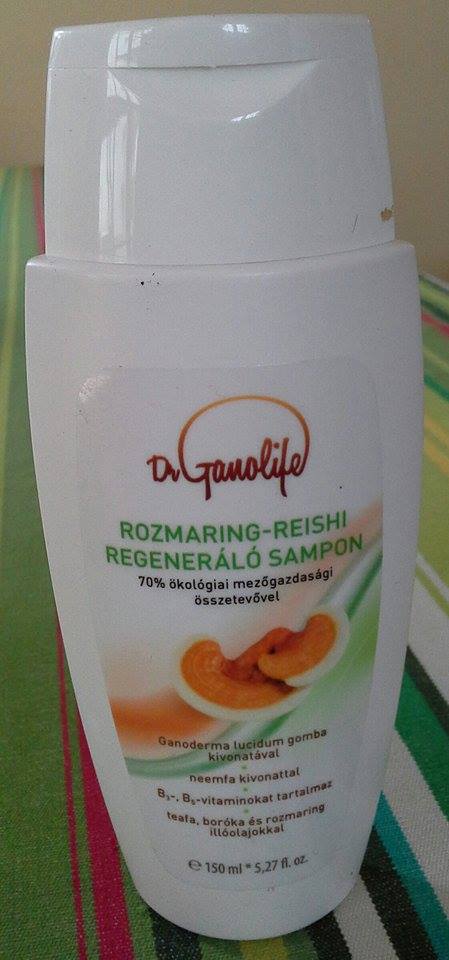 Dr Ganolife
ROZMARING-REISHI
REGENERÁLÓ SAMPON
70% ökológiai mezőgazdasági
összetevővel
Ganoderma lucidum gomba
kivonatával
neemfa kivonattal
B₃-, B₅-vitaminokat tartalmaz
teafa, boróka és rozmaring
illóolajokkal
℮ 150 ml * 5,27 fl. oz.